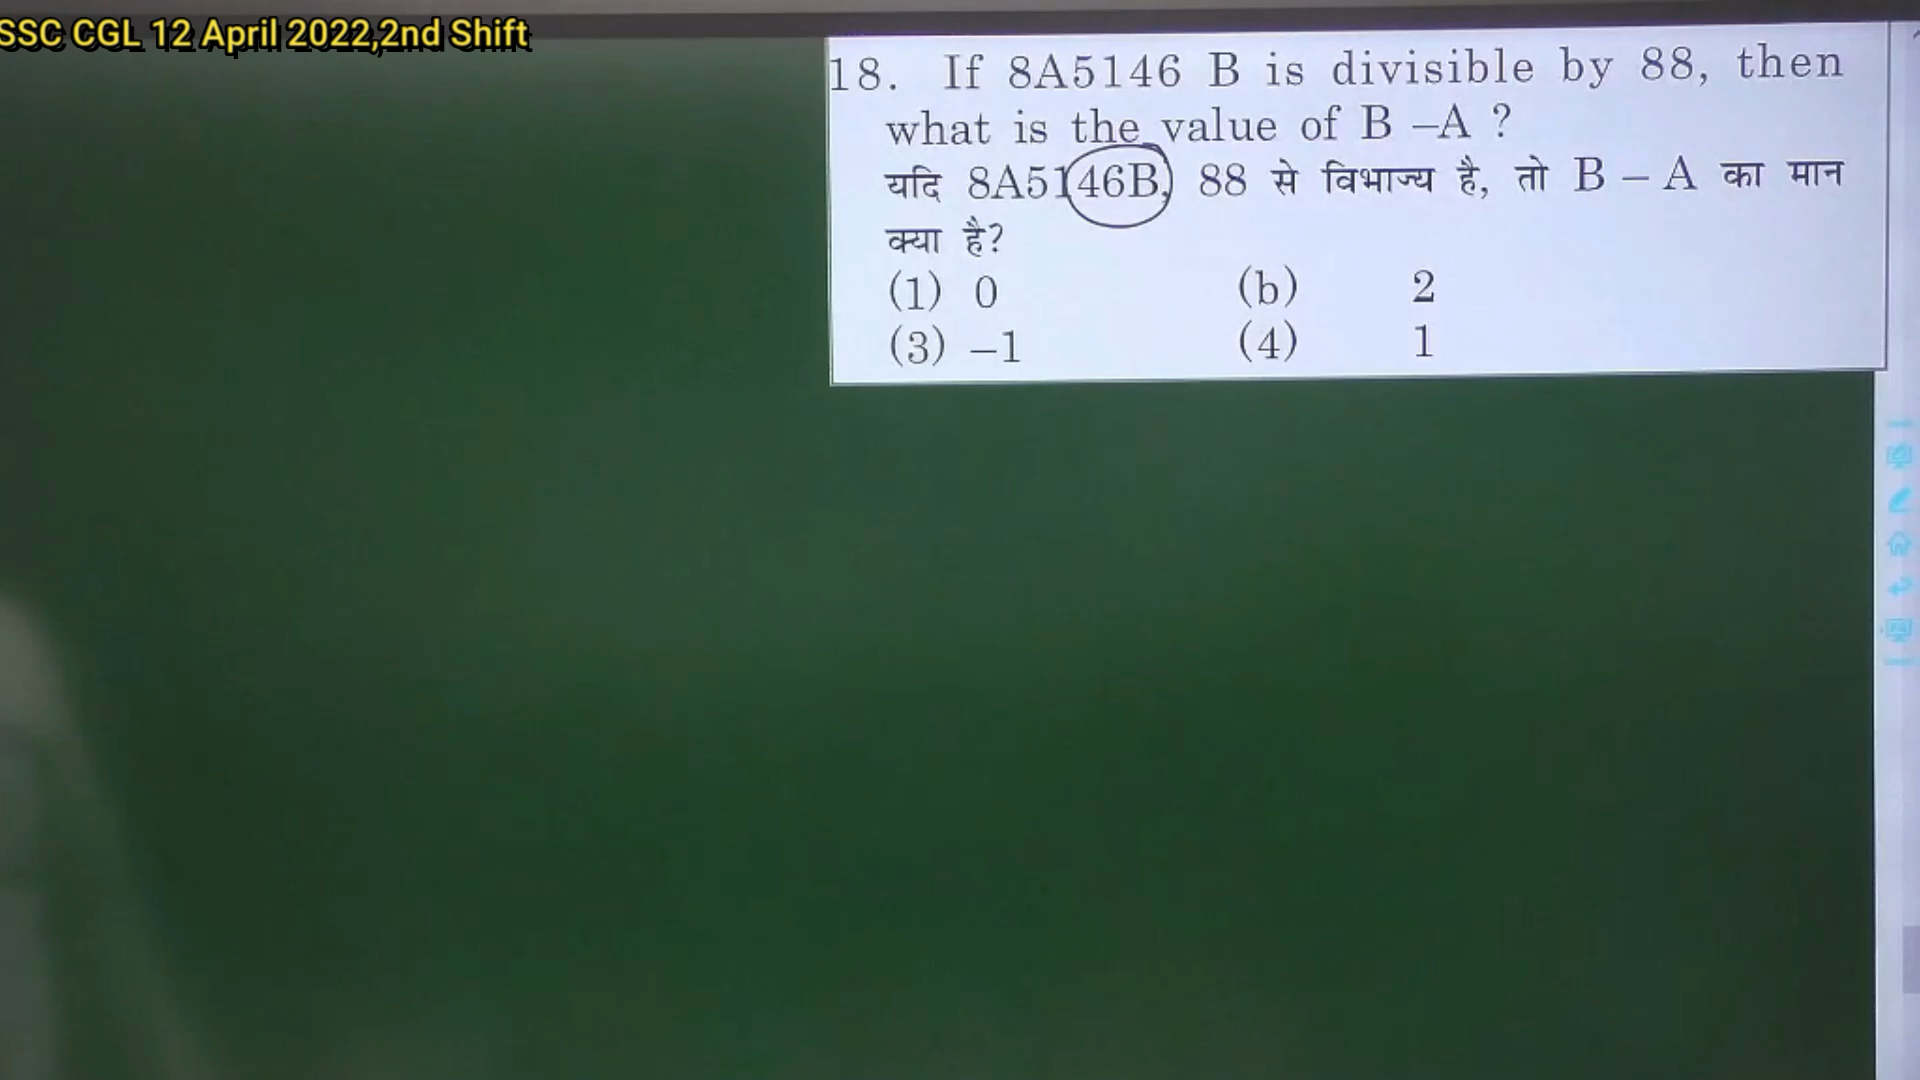 SSC CGL 12 April 2022,2nd Shift
18. If 8A5146 B is divisible by 88, then
what is the value of B –A ?
यदि 8A5146B, 88 से विभाज्य है, तो B – A का मान
क्या है?
(1) 0 (b) 2
(3) –1 (4) 1